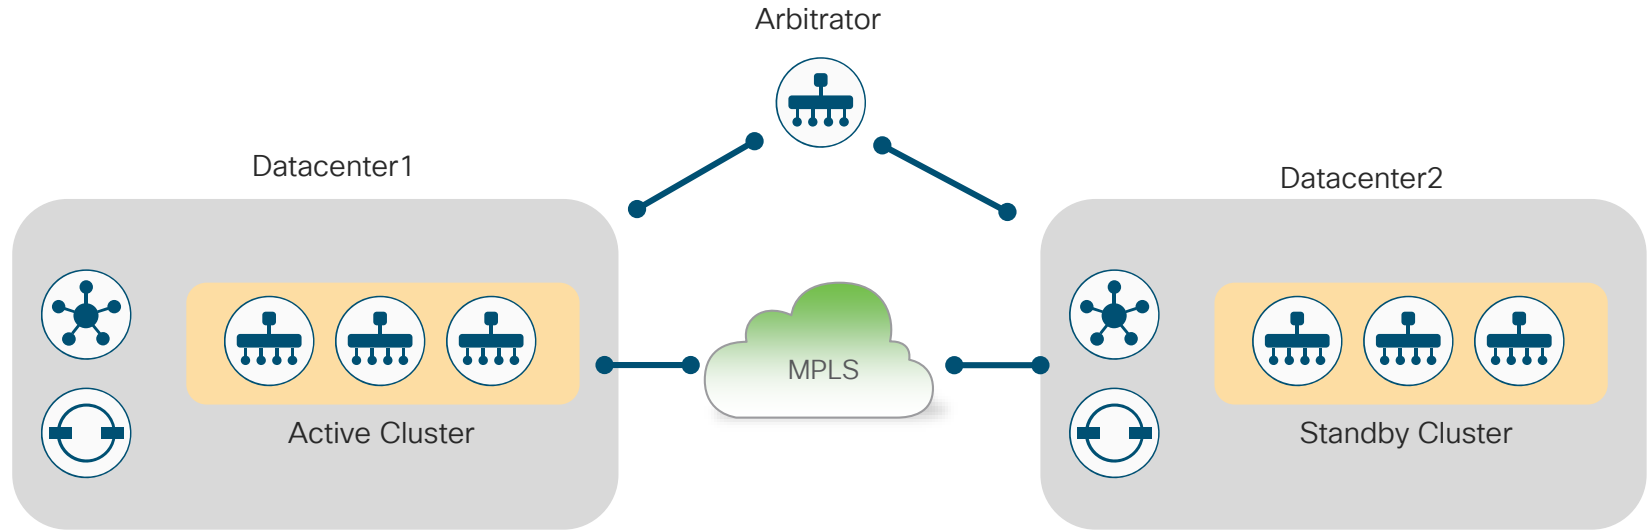 Arbitrator
Datacenter1
Datacenter2
MPLS
Active Cluster
Standby Cluster